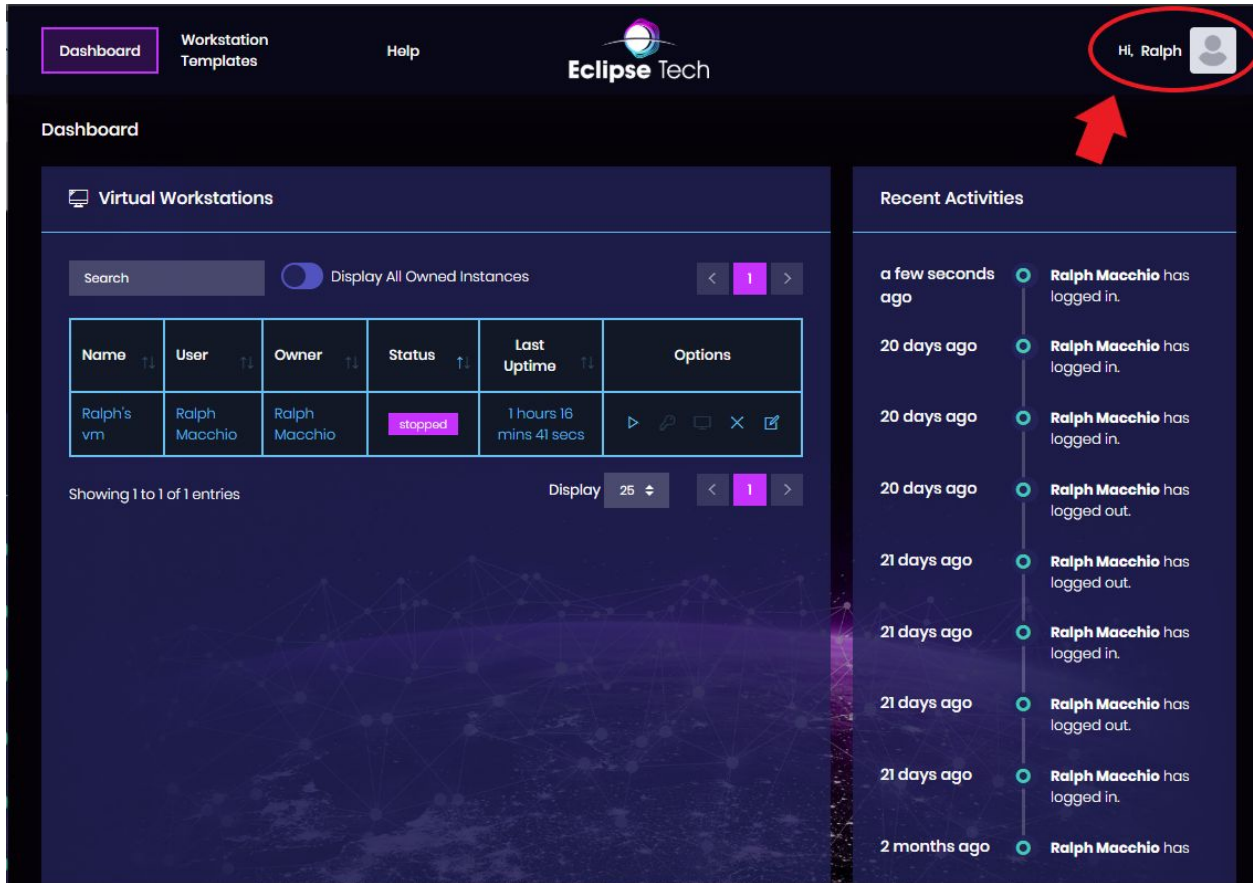 Dashboard
Workstation
Templates
Help
Eclipse Tech
Hi, Ralph
Dashboard
Virtual Workstations
Search
Display All Owned Instances
< 1 >
Name
User
Owner
Status
Last
Uptime
Options
Ralph's
vm
Ralph
Macchio
Ralph
Macchio
stopped
1 hours 16
mins 41 secs
Showing 1 to 1 of 1 entries
Display 25
< 1 >
Recent Activities
a few seconds
ago
Ralph Macchio has
logged in.
20 days ago
Ralph Macchio has
logged in.
20 days ago
Ralph Macchio has
logged in.
20 days ago
Ralph Macchio has
logged out.
21 days ago
Ralph Macchio has
logged out.
21 days ago
Ralph Macchio has
logged in.
21 days ago
Ralph Macchio has
logged out.
21 days ago
Ralph Macchio has
logged in.
2 months ago
Ralph Macchio has